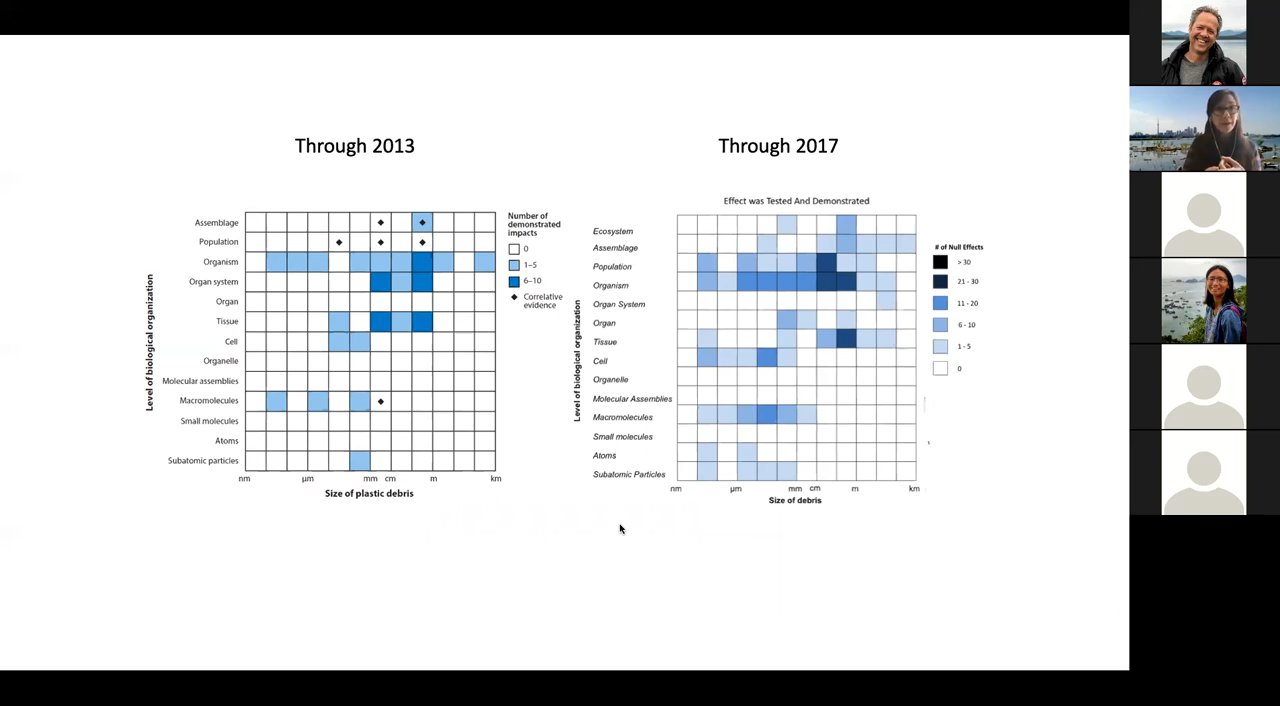 Through 2013
Through 2017
Assemblage
Population
Organism
Organ system
Organ
Tissue
Cell
Organelle
Molecular assemblies
Macromolecules
Small molecules
Atoms
Subatomic particles
Level of biological organization
nm
μm
mm
cm
m
km
Size of plastic debris
Number of
demonstrated
impacts
0
1–5
6–10
Correlative
evidence
Effect was Tested And Demonstrated
Ecosystem
Assemblage
Population
Organism
Organ System
Organ
Tissue
Cell
Organelle
Molecular Assemblies
Macromolecules
Small molecules
Atoms
Subatomic Particles
Level of biological organization
nm
μm
mm
cm
m
km
Size of debris
# of Null Effects
> 30
21 - 30
11 - 20
6 - 10
1 - 5
0